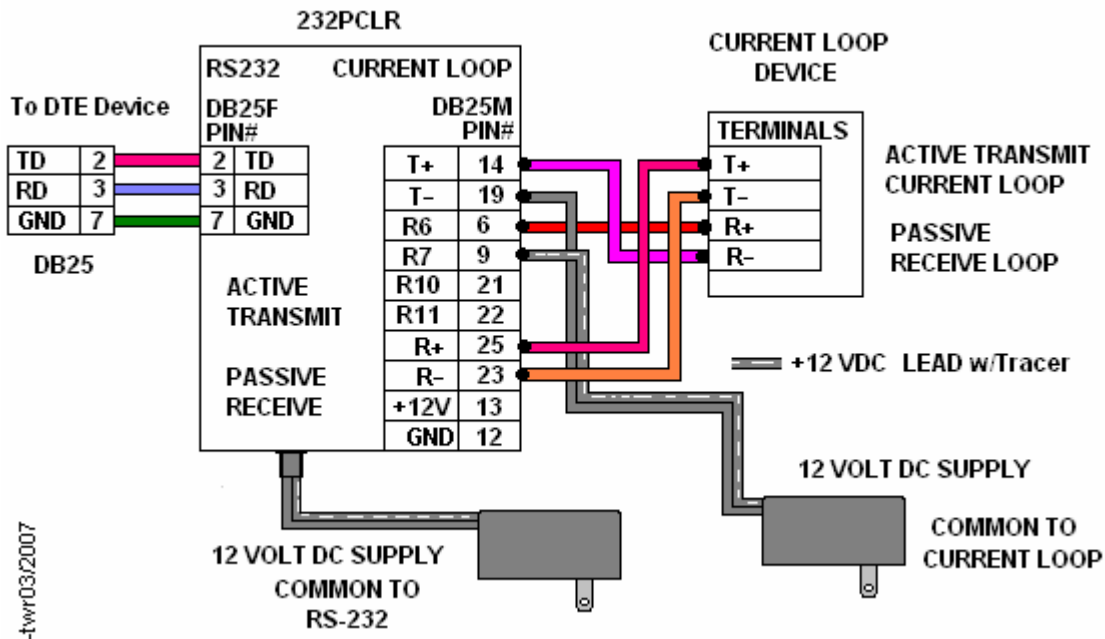 232PCLR
RS232 CURRENT LOOP
DB25F PIN#
DB25M PIN#
To DTE Device
TD 2
RD 3
GND 7
DB25
2 TD
3 RD
7 GND
T+ 14
T- 19
R6 6
R7 9
R10 21
R11 22
R+ 25
R- 23
+12V 13
GND 12
ACTIVE
TRANSMIT
PASSIVE
RECEIVE
CURRENT LOOP
DEVICE
TERMINALS
T+
T-
R+
R-
ACTIVE TRANSMIT
CURRENT LOOP
PASSIVE
RECEIVE LOOP
+12 VDC LEAD w/Tracer
12 VOLT DC SUPPLY
COMMON TO
CURRENT LOOP
12 VOLT DC SUPPLY
COMMON TO
RS-232
-twr03/2007